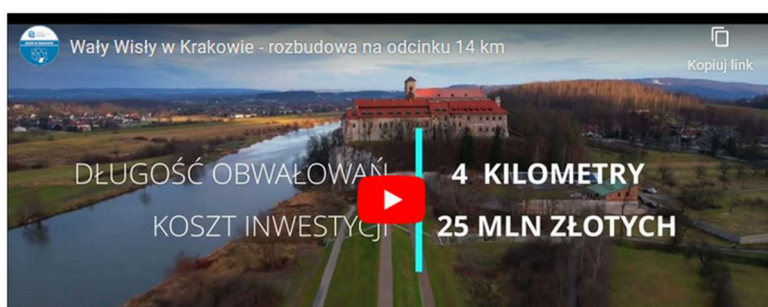 Wały Wisły w Krakowie - rozbudowa na odcinku 14 km
Kopiuj link
DŁUGOŚĆ OBWAŁOWAŃ
4 KILOMETRY
KOSZT INWESTYCJI
25 MLN ZŁOTYCH